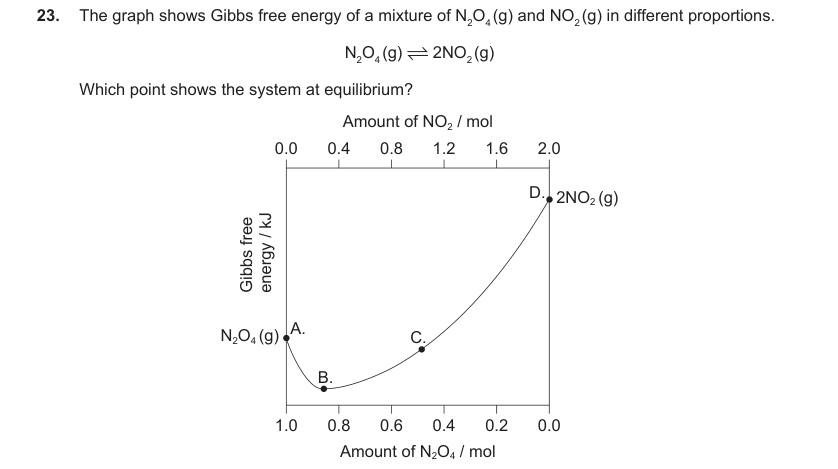 23. The graph shows Gibbs free energy of a mixture of N₂O₄(g) and NO₂(g) in different proportions.
N₂O₄(g) ⇌ 2NO₂(g)
Which point shows the system at equilibrium?
Amount of NO₂ / mol
0.0 0.4 0.8 1.2 1.6 2.0
D. 2NO₂(g)
Gibbs free
energy / kJ
N₂O₄(g) A.
C.
B.
1.0 0.8 0.6 0.4 0.2 0.0
Amount of N₂O₄ / mol